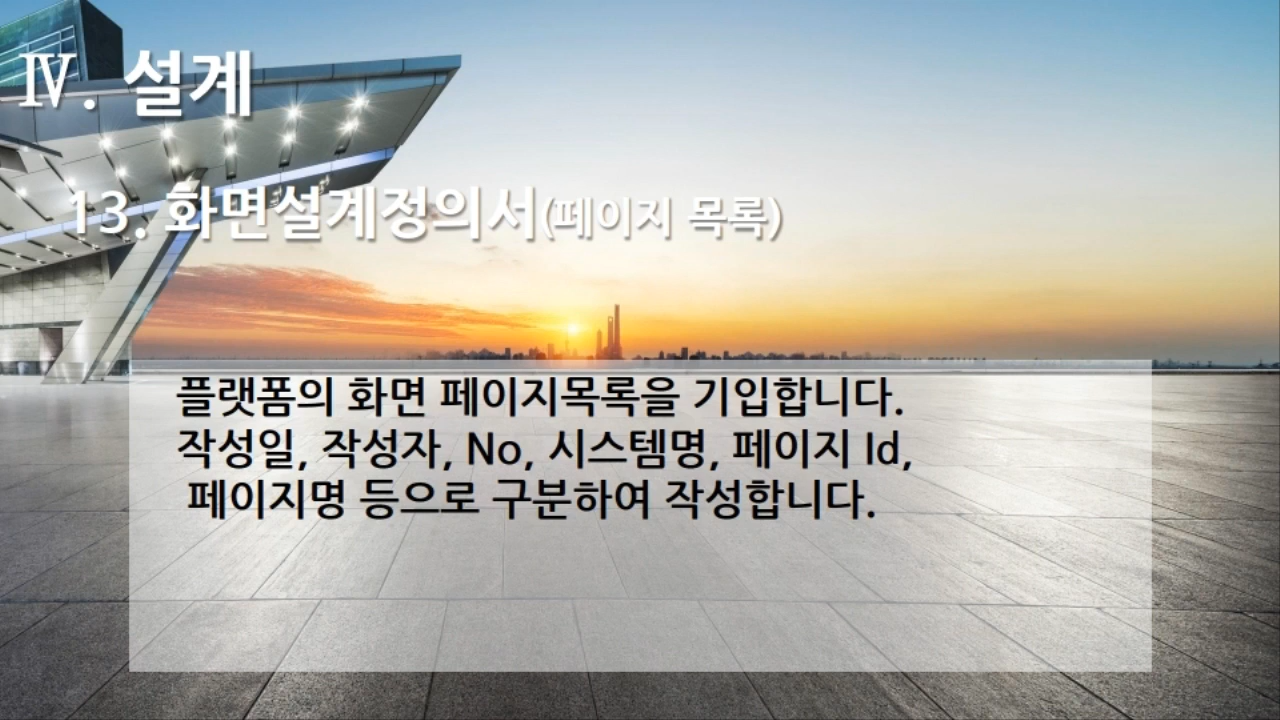 Ⅳ. 설계
13. 화면설계정의서(페이지 목록)
플랫폼의 화면 페이지목록을 기입합니다.
작성일, 작성자, No, 시스템명, 페이지 Id,
페이지명 등으로 구분하여 작성합니다.